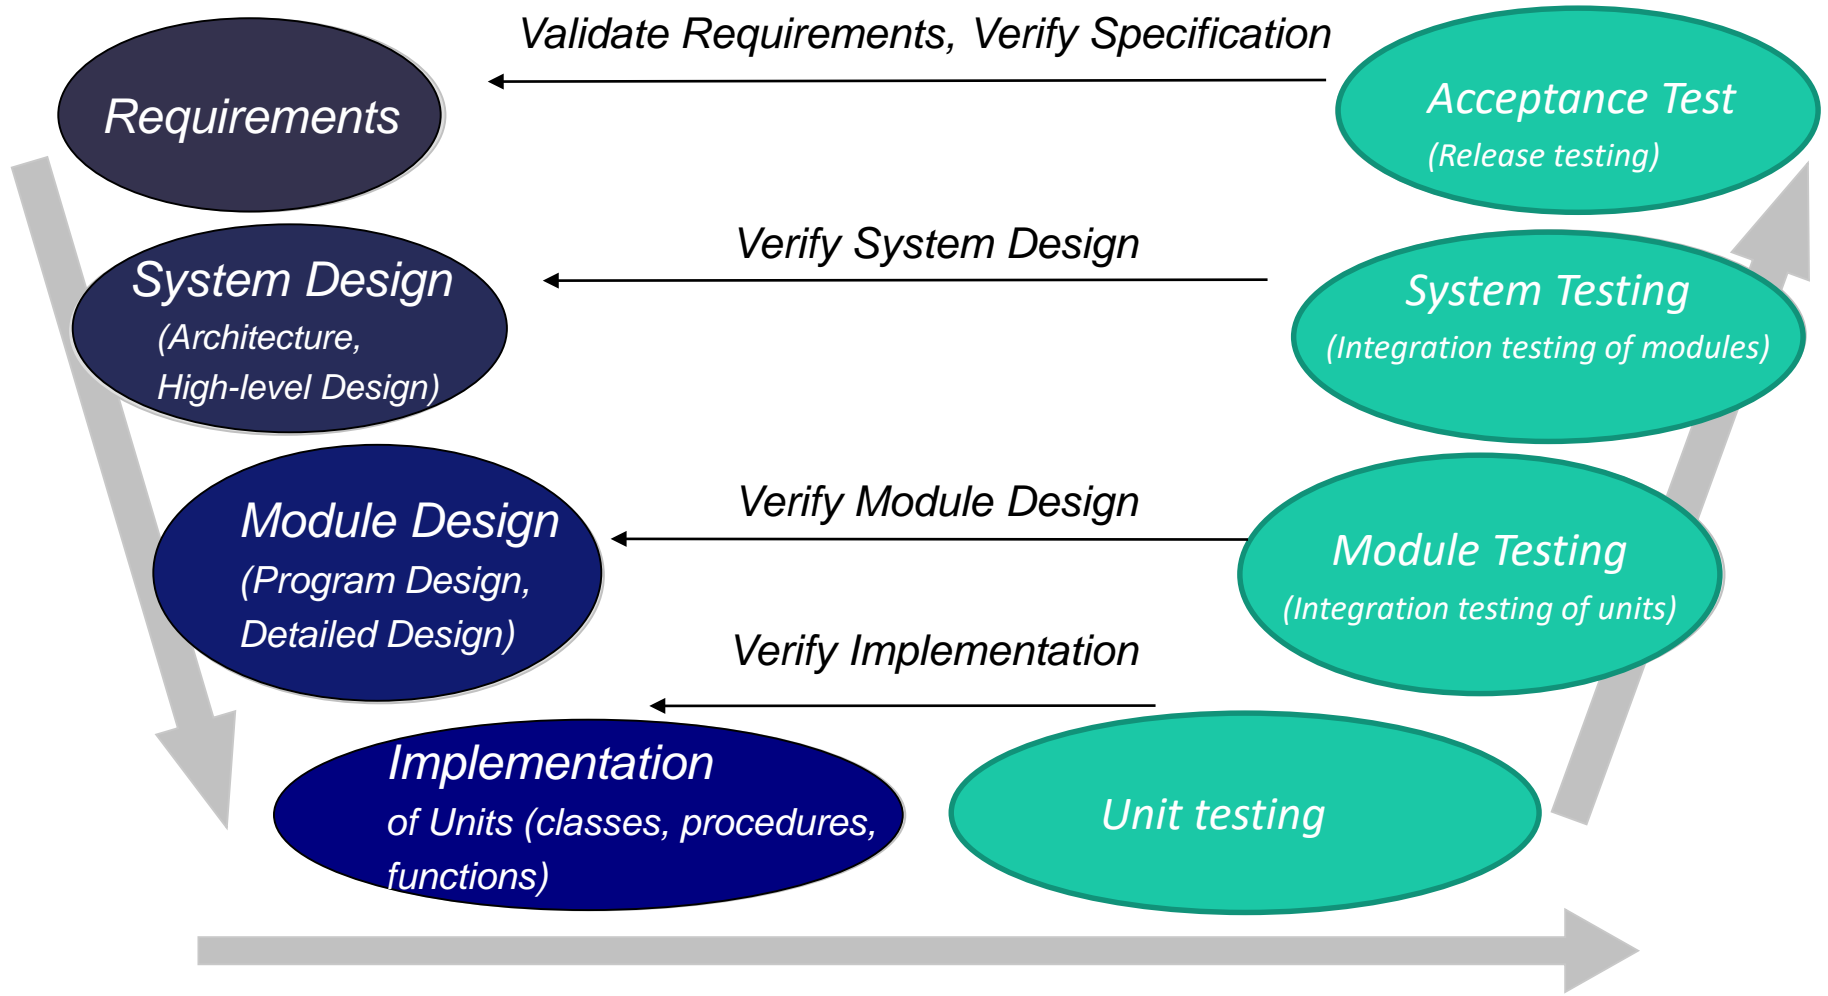 Validate Requirements, Verify Specification
Requirements
Acceptance Test
(Release testing)
Verify System Design
System Design
(Architecture,
High-level Design)
System Testing
(Integration testing of modules)
Verify Module Design
Module Design
(Program Design,
Detailed Design)
Module Testing
(Integration testing of units)
Verify Implementation
Implementation
of Units (classes, procedures,
functions)
Unit testing